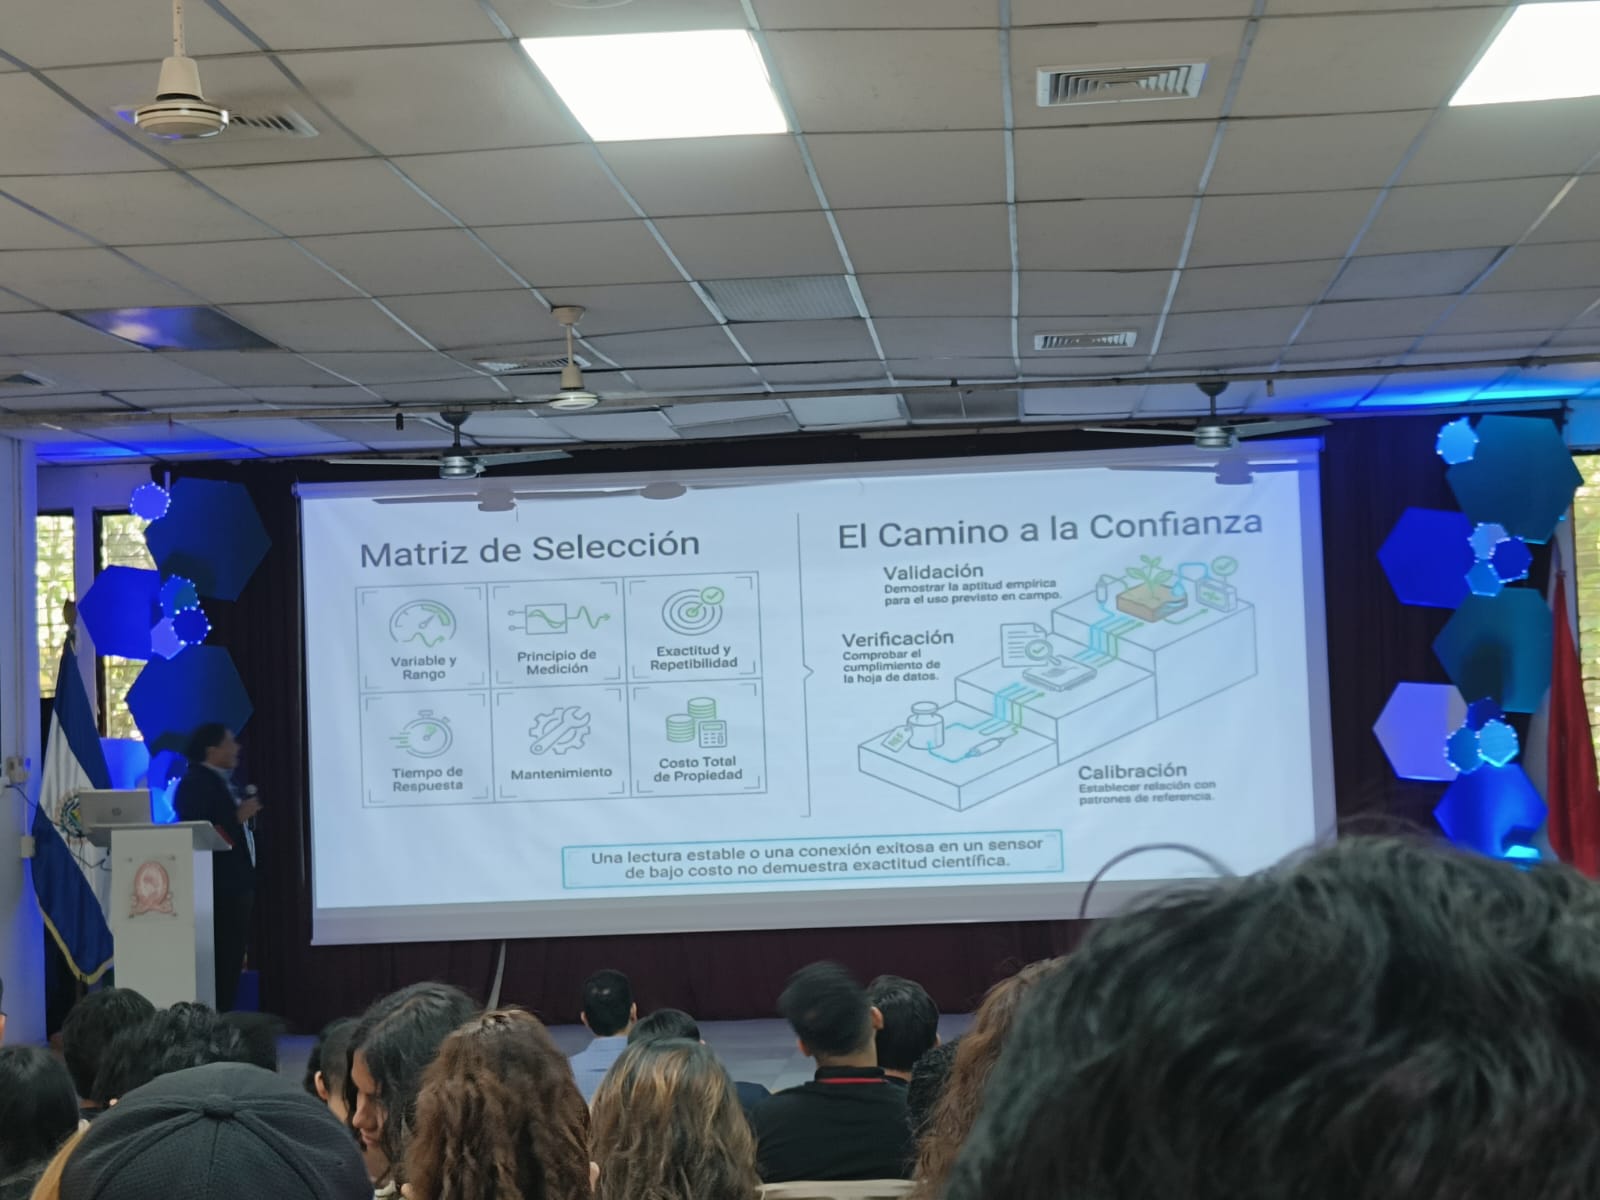 Matriz de Selección
Variable y
Rango
Principio de
Medición
Exactitud y
Repetibilidad
Tiempo de
Respuesta
Mantenimiento
Costo Total
de Propiedad
El Camino a la Confianza
Validación
Demostrar la aptitud empírica
para el uso previsto en campo.
Verificación
Comprobar el
cumplimiento de
la hoja de datos.
Calibración
Establecer relación con
patrones de referencia.
Una lectura estable o una conexión exitosa en un sensor
de bajo costo no demuestra exactitud científica.